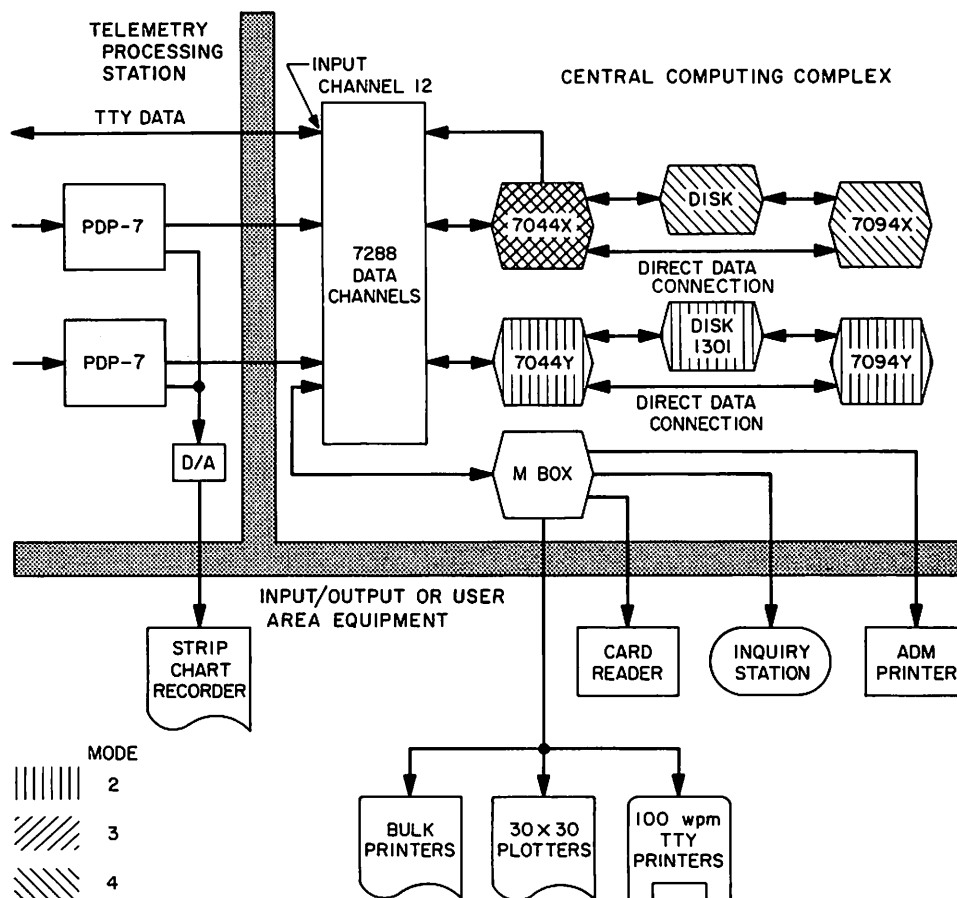 TELEMETRY
PROCESSING
STATION
INPUT
CHANNEL 12
CENTRAL COMPUTING COMPLEX
TTY DATA
PDP-7
PDP-7
D/A
7288
DATA
CHANNELS
7044X
DISK
7094X
DIRECT DATA
CONNECTION
7044Y
DISK
1301
7094Y
DIRECT DATA
CONNECTION
M BOX
INPUT/OUTPUT OR USER
AREA EQUIPMENT
STRIP
CHART
RECORDER
CARD
READER
INQUIRY
STATION
ADM
PRINTER
MODE
2
3
4
BULK
PRINTERS
30 × 30
PLOTTERS
100 wpm
TTY
PRINTERS